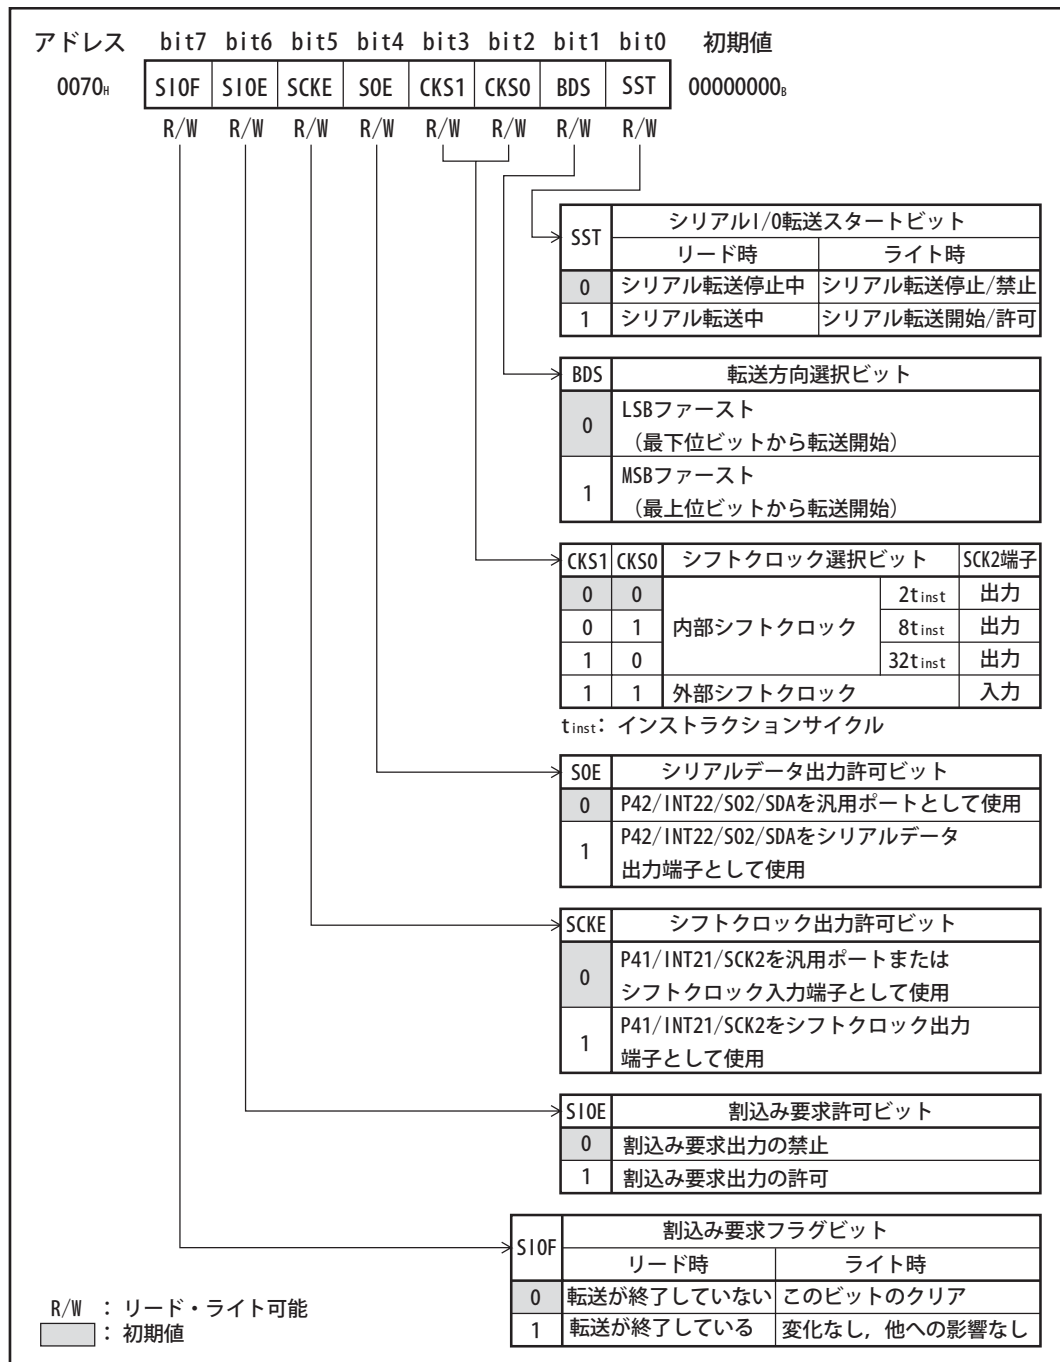 アドレス bit7 bit6 bit5 bit4 bit3 bit2 bit1 bit0 初期値
0070H SIOF SIOE SCKE SOE CKS1 CKS0 BDS SST 00000000B
R/W R/W R/W R/W R/W R/W R/W R/W
SST シリアルI/O転送スタートビット
リード時 ライト時
0 シリアル転送停止中 シリアル転送停止/禁止
1 シリアル転送中 シリアル転送開始/許可
BDS 転送方向選択ビット
0 LSBファースト
（最下位ビットから転送開始）
1 MSBファースト
（最上位ビットから転送開始）
CKS1 CKS0 シフトクロック選択ビット SCK2端子
0 0 2tinst 出力
0 1 内部シフトクロック 8tinst 出力
1 0 32tinst 出力
1 1 外部シフトクロック 入力
tinst: インストラクションサイクル
SOE シリアルデータ出力許可ビット
0 P42/INT22/SO2/SDAを汎用ポートとして使用
1 P42/INT22/SO2/SDAをシリアルデータ
出力端子として使用
SCKE シフトクロック出力許可ビット
0 P41/INT21/SCK2を汎用ポートまたは
シフトクロック入力端子として使用
1 P41/INT21/SCK2をシフトクロック出力
端子として使用
SIOE 割込み要求許可ビット
0 割込み要求出力の禁止
1 割込み要求出力の許可
SIOF 割込み要求フラグビット
リード時 ライト時
0 転送が終了していない このビットのクリア
1 転送が終了している 変化なし，他への影響なし
R/W : リード・ライト可能
: 初期値